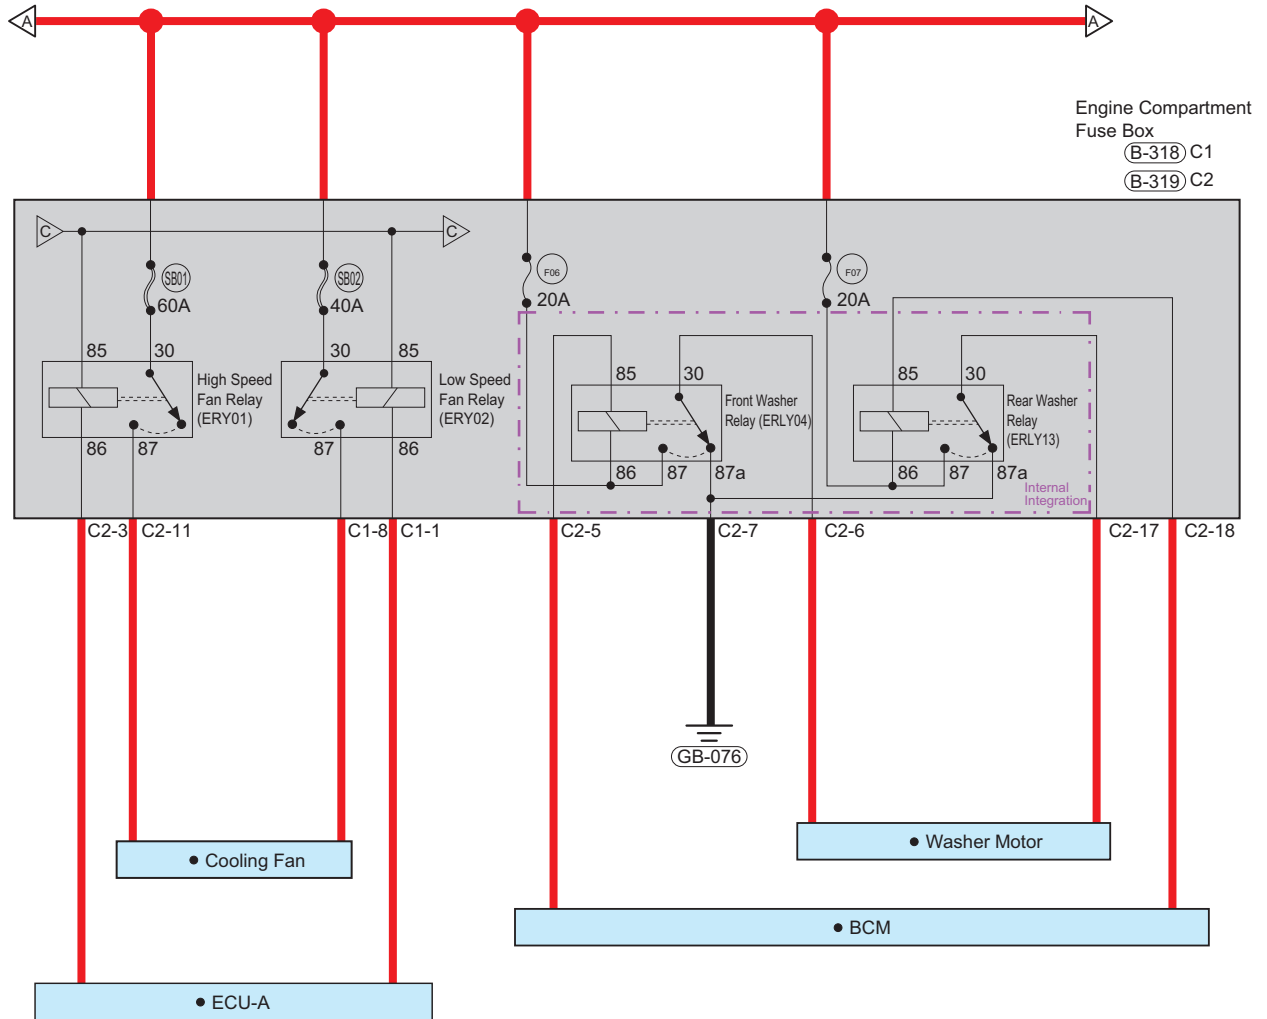 A
A
Engine Compartment
Fuse Box
B-318 C1
B-319 C2
C
C
SB01
60A
SB02
40A
F06
20A
F07
20A
85
30
High Speed
Fan Relay
(ERY01)
86
87
30
85
Low Speed
Fan Relay
(ERY02)
87
86
85
30
Front Washer
Relay (ERLY04)
86
87
87a
85
30
Rear Washer
Relay
(ERLY13)
86
87
87a
Internal
Integration
C2-3
C2-11
C1-8
C1-1
C2-5
C2-7
C2-6
C2-17
C2-18
GB-076
• Cooling Fan
• Washer Motor
• BCM
• ECU-A